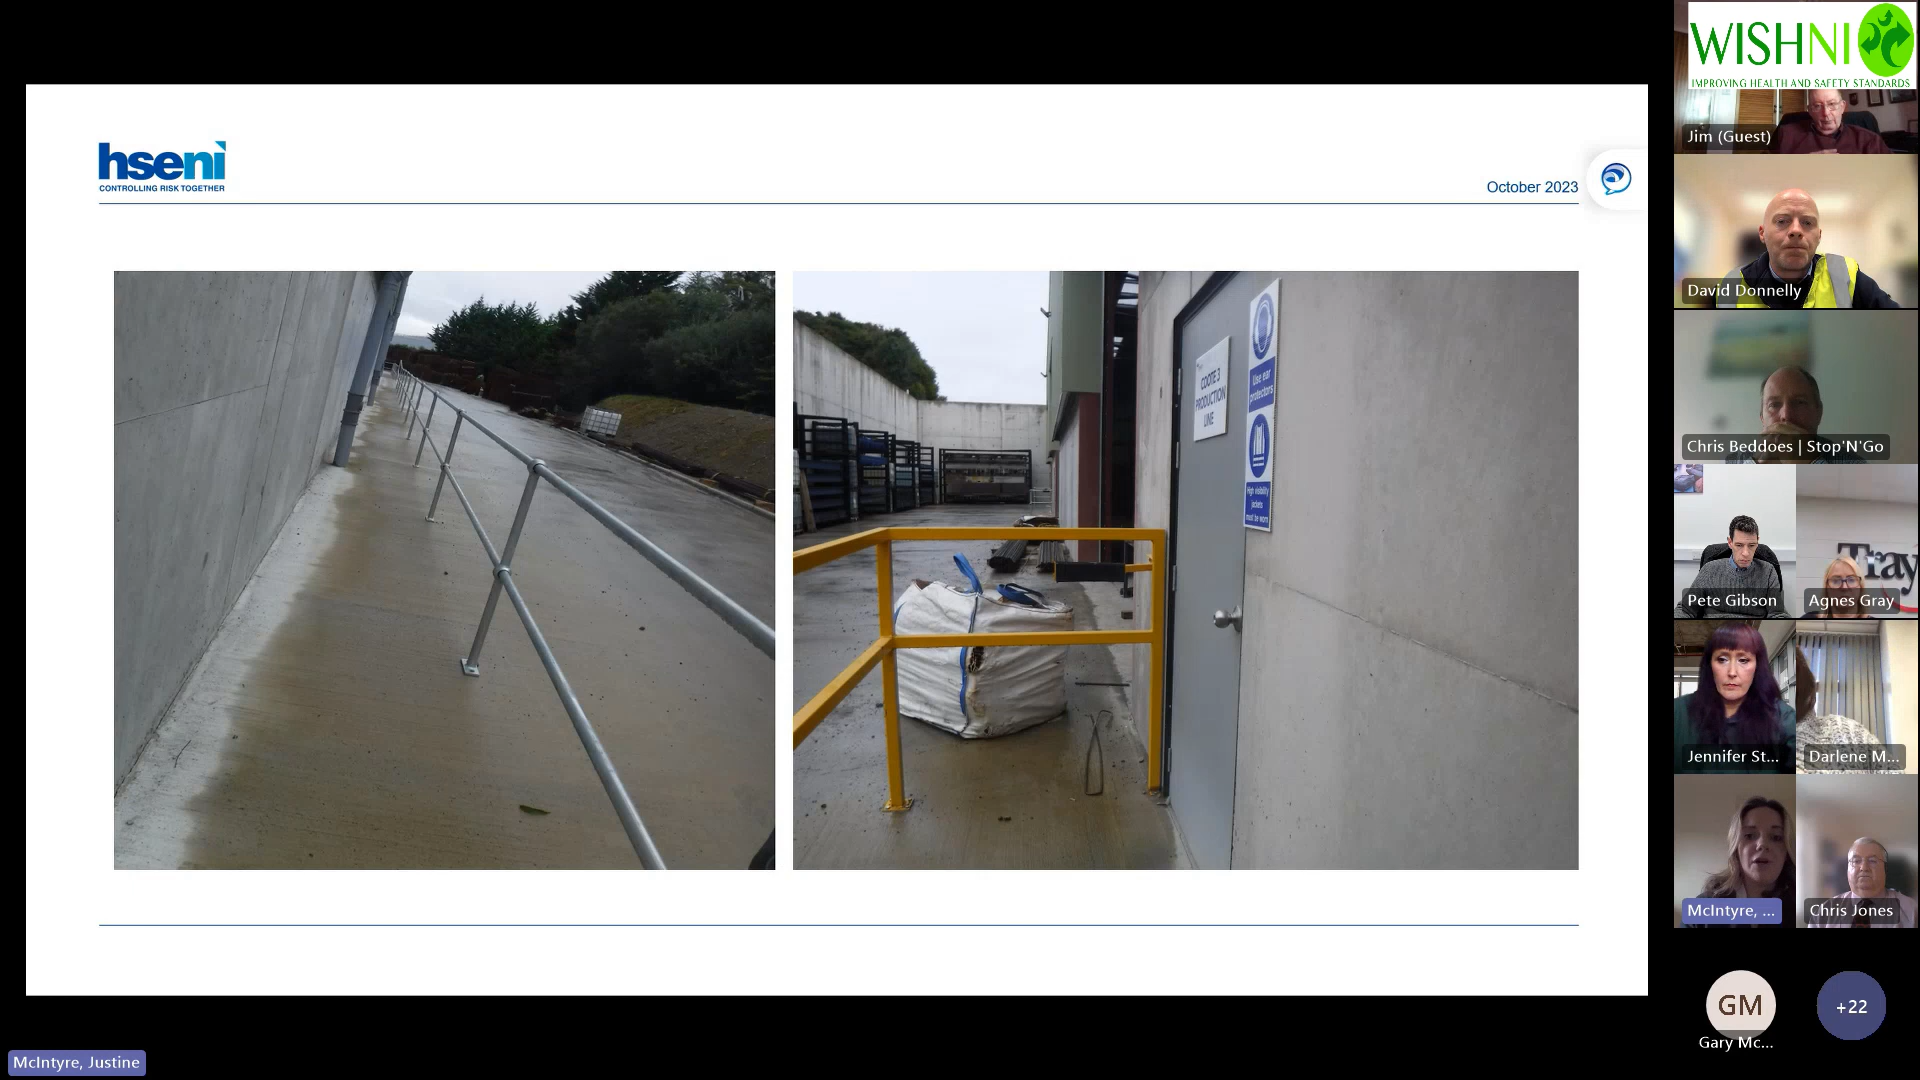 WISHNI
IMPROVING HEALTH AND SAFETY STANDARDS
Jim (Guest)
hseni
CONTROLLING RISK TOGETHER
October 2023
David Donnelly
COOTE 3
PRODUCTION
LINE
Use ear
protectors
High visibility
jackets
must be worn
Chris Beddoes | Stop'N'Go
Tray
Pete Gibson
Agnes Gray
Jennifer St...
Darlene M...
McIntyre, ...
Chris Jones
GM
+22
Gary Mc...
McIntyre, Justine